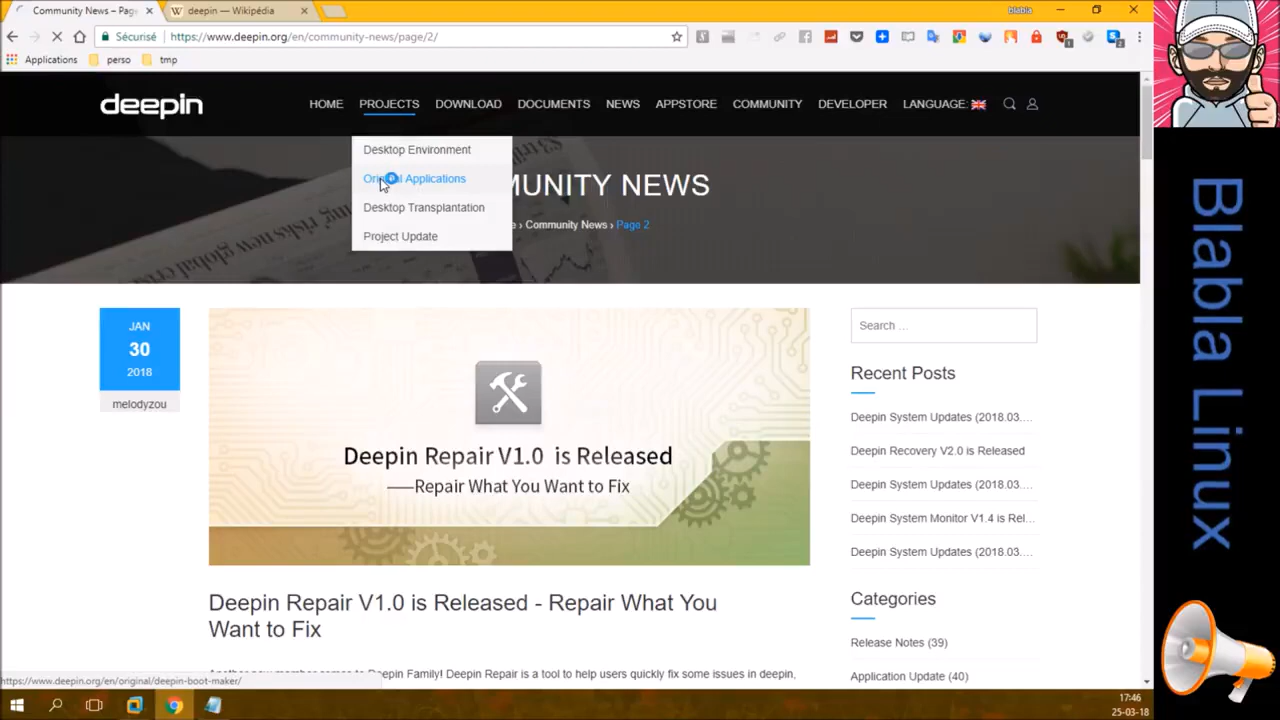 Community News – Pag
deepin — Wikipédia
blabla
Sécurisé
https://www.deepin.org/en/community-news/page/2/
Applications
perso
tmp
deepin
HOME
PROJECTS
DOWNLOAD
DOCUMENTS
NEWS
APPSTORE
COMMUNITY
DEVELOPER
LANGUAGE:
Desktop Environment
Original Applications
Desktop Transplantation
Project Update
MUNITY NEWS
e › Community News › Page 2
JAN
30
2018
melodyzou
Deepin Repair V1.0 is Released
——Repair What You Want to Fix
Deepin Repair V1.0 is Released - Repair What You
Want to Fix
Another new member comes to Deepin Family! Deepin Repair is a tool to help users quickly fix some issues in deepin,
Search ...
Recent Posts
Deepin System Updates (2018.03....
Deepin Recovery V2.0 is Released
Deepin System Updates (2018.03....
Deepin System Monitor V1.4 is Rel...
Deepin System Updates (2018.03....
Categories
Release Notes (39)
Application Update (40)
https://www.deepin.org/en/original/deepin-boot-maker/
17:46
25-03-18
Blabla Linux